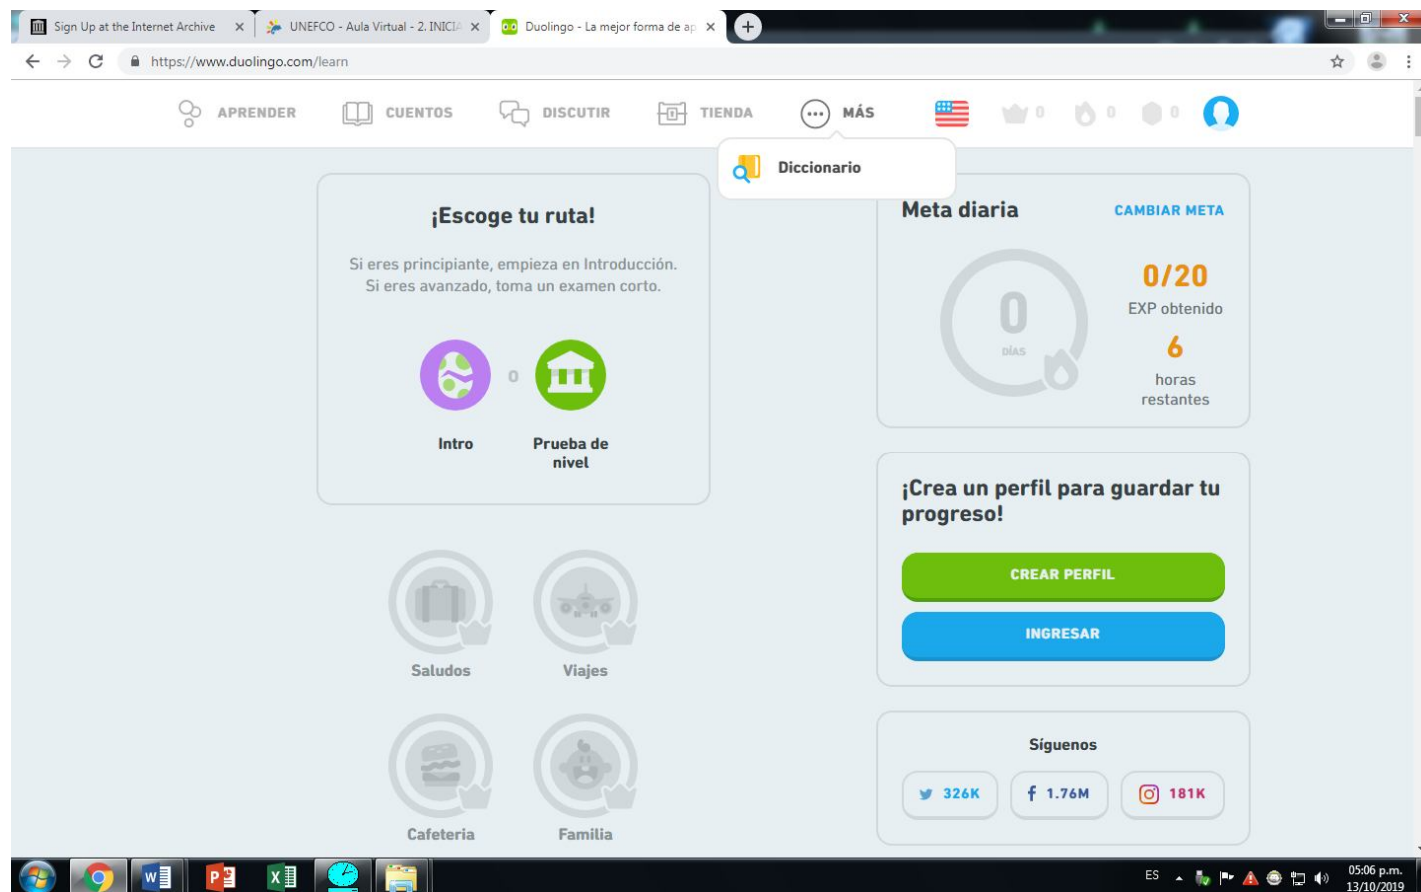 Sign Up at the Internet Archive
UNEFCO - Aula Virtual - 2. INICIA
Duolingo - La mejor forma de ap
https://www.duolingo.com/learn
APRENDER
CUENTOS
DISCUTIR
TIENDA
MÁS
0
0
0
Diccionario
¡Escoge tu ruta!
Si eres principiante, empieza en Introducción.
Si eres avanzado, toma un examen corto.
o
Intro
Prueba de
nivel
Saludos
Viajes
Cafetería
Familia
Meta diaria
CAMBIAR META
0
DÍAS
0/20
EXP obtenido
6
horas
restantes
¡Crea un perfil para guardar tu
progreso!
CREAR PERFIL
INGRESAR
Síguenos
326K
1.76M
181K
ES
05:06 p.m.
13/10/2019